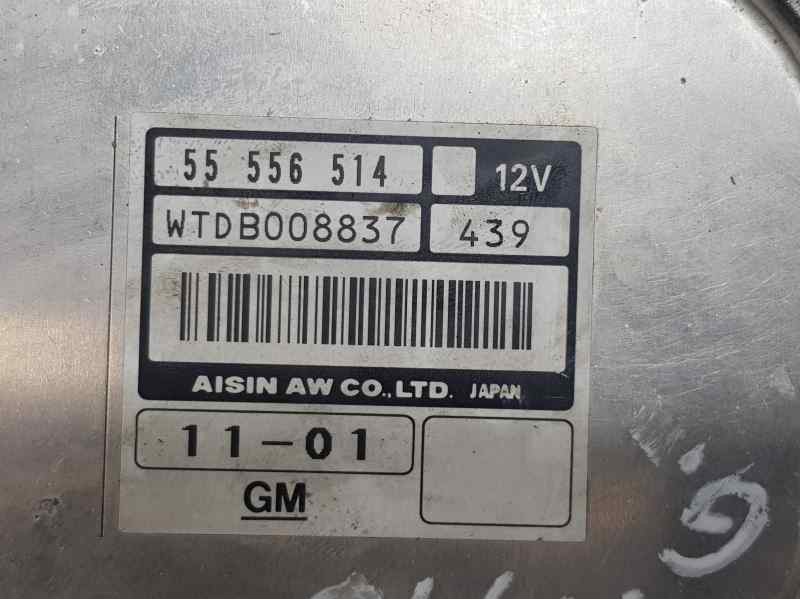 55 556 514 12V
WTDB008837 439
AISIN AW CO.,LTD. JAPAN
11-01
GM